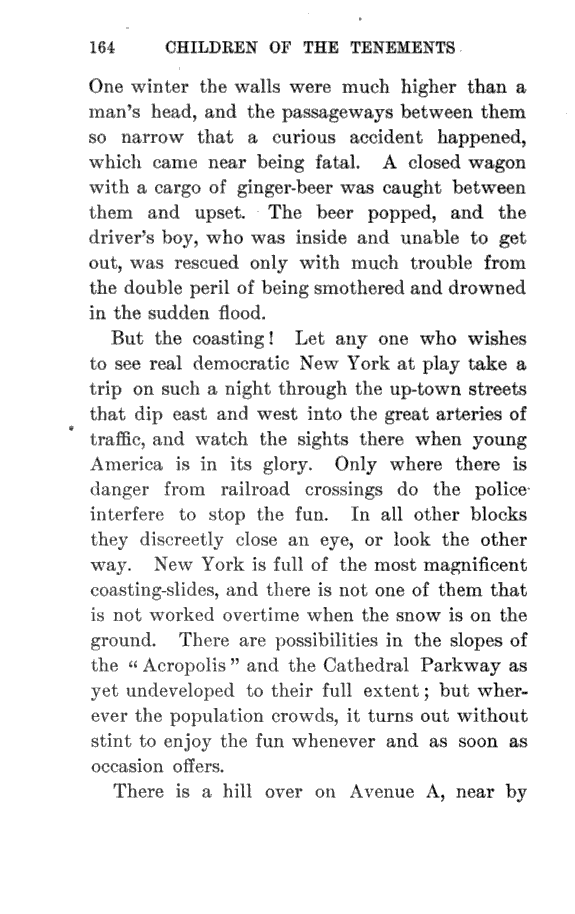 164 CHILDREN OF THE TENEMENTS
One winter the walls were much higher than a
man's head, and the passageways between them
so narrow that a curious accident happened,
which came near being fatal. A closed wagon
with a cargo of ginger-beer was caught between
them and upset. The beer popped, and the
driver's boy, who was inside and unable to get
out, was rescued only with much trouble from
the double peril of being smothered and drowned
in the sudden flood.
But the coasting! Let any one who wishes
to see real democratic New York at play take a
trip on such a night through the up-town streets
that dip east and west into the great arteries of
traffic, and watch the sights there when young
America is in its glory. Only where there is
danger from railroad crossings do the police
interfere to stop the fun. In all other blocks
they discreetly close an eye, or look the other
way. New York is full of the most magnificent
coasting-slides, and there is not one of them that
is not worked overtime when the snow is on the
ground. There are possibilities in the slopes of
the “Acropolis” and the Cathedral Parkway as
yet undeveloped to their full extent; but wher-
ever the population crowds, it turns out without
stint to enjoy the fun whenever and as soon as
occasion offers.
There is a hill over on Avenue A, near by